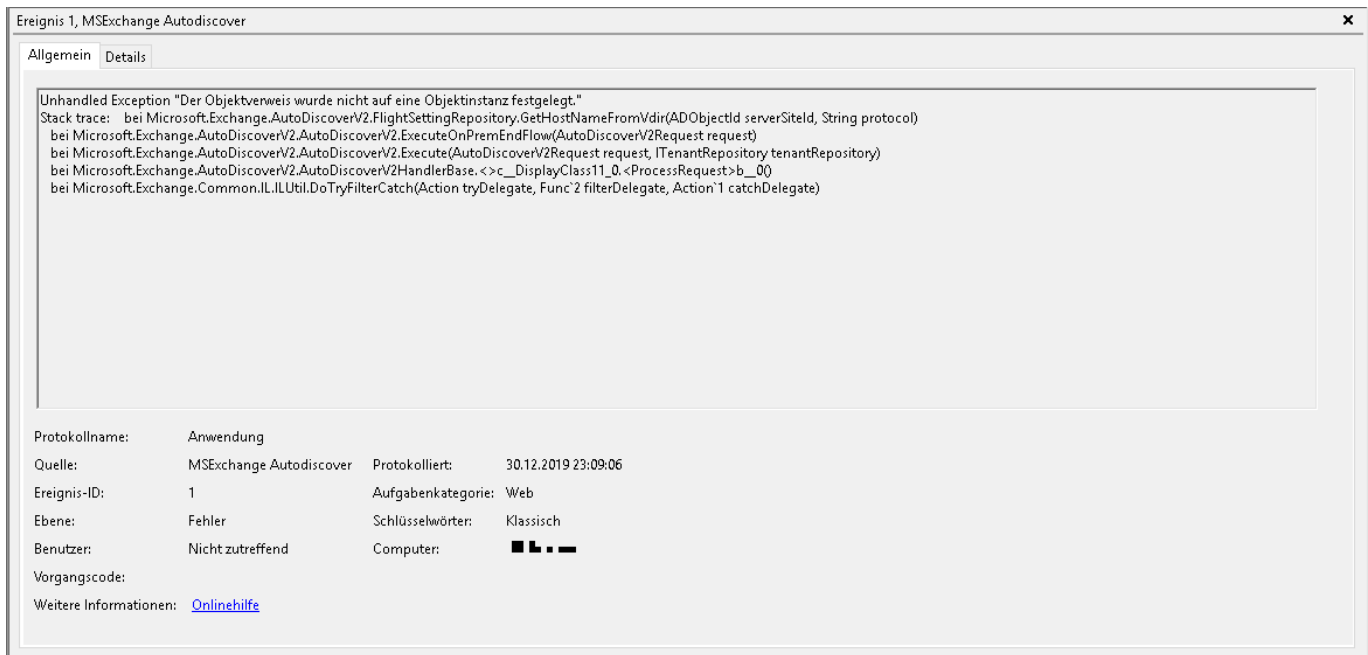 Ereignis 1, MSExchange Autodiscover
Allgemein Details
Unhandled Exception "Der Objektverweis wurde nicht auf eine Objektinstanz festgelegt."
Stack trace:    bei Microsoft.Exchange.AutoDiscoverV2.FlightSettingRepository.GetHostNameFromVdir(ADObjectId serverSiteId, String protocol)
bei Microsoft.Exchange.AutoDiscoverV2.AutoDiscoverV2.ExecuteOnPremEndFlow(AutoDiscoverV2Request request)
bei Microsoft.Exchange.AutoDiscoverV2.AutoDiscoverV2.Execute(AutoDiscoverV2Request request, ITenantRepository tenantRepository)
bei Microsoft.Exchange.AutoDiscoverV2.AutoDiscoverV2HandlerBase.<>c__DisplayClass11_0.<ProcessRequest>b__0()
bei Microsoft.Exchange.Common.IL.ILUtil.DoTryFilterCatch(Action tryDelegate, Func`2 filterDelegate, Action`1 catchDelegate)
Protokollname: Anwendung
Quelle: MSExchange Autodiscover Protokolliert: 30.12.2019 23:09:06
Ereignis-ID: 1 Aufgabenkategorie: Web
Ebene: Fehler Schlüsselwörter: Klassisch
Benutzer: Nicht zutreffend Computer:
Vorgangscode:
Weitere Informationen: Onlinehilfe